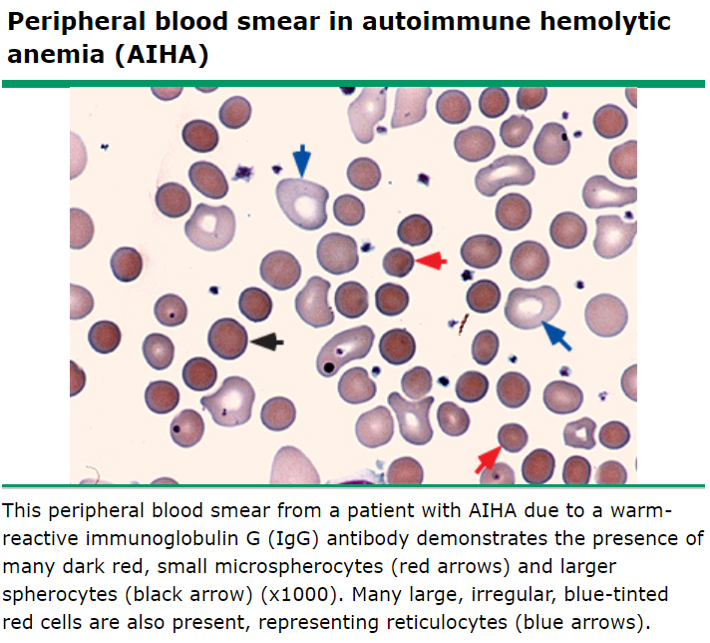 Peripheral blood smear in autoimmune hemolytic
anemia (AIHA)
This peripheral blood smear from a patient with AIHA due to a warm-
reactive immunoglobulin G (IgG) antibody demonstrates the presence of
many dark red, small microspherocytes (red arrows) and larger
spherocytes (black arrow) (x1000). Many large, irregular, blue-tinted
red cells are also present, representing reticulocytes (blue arrows).